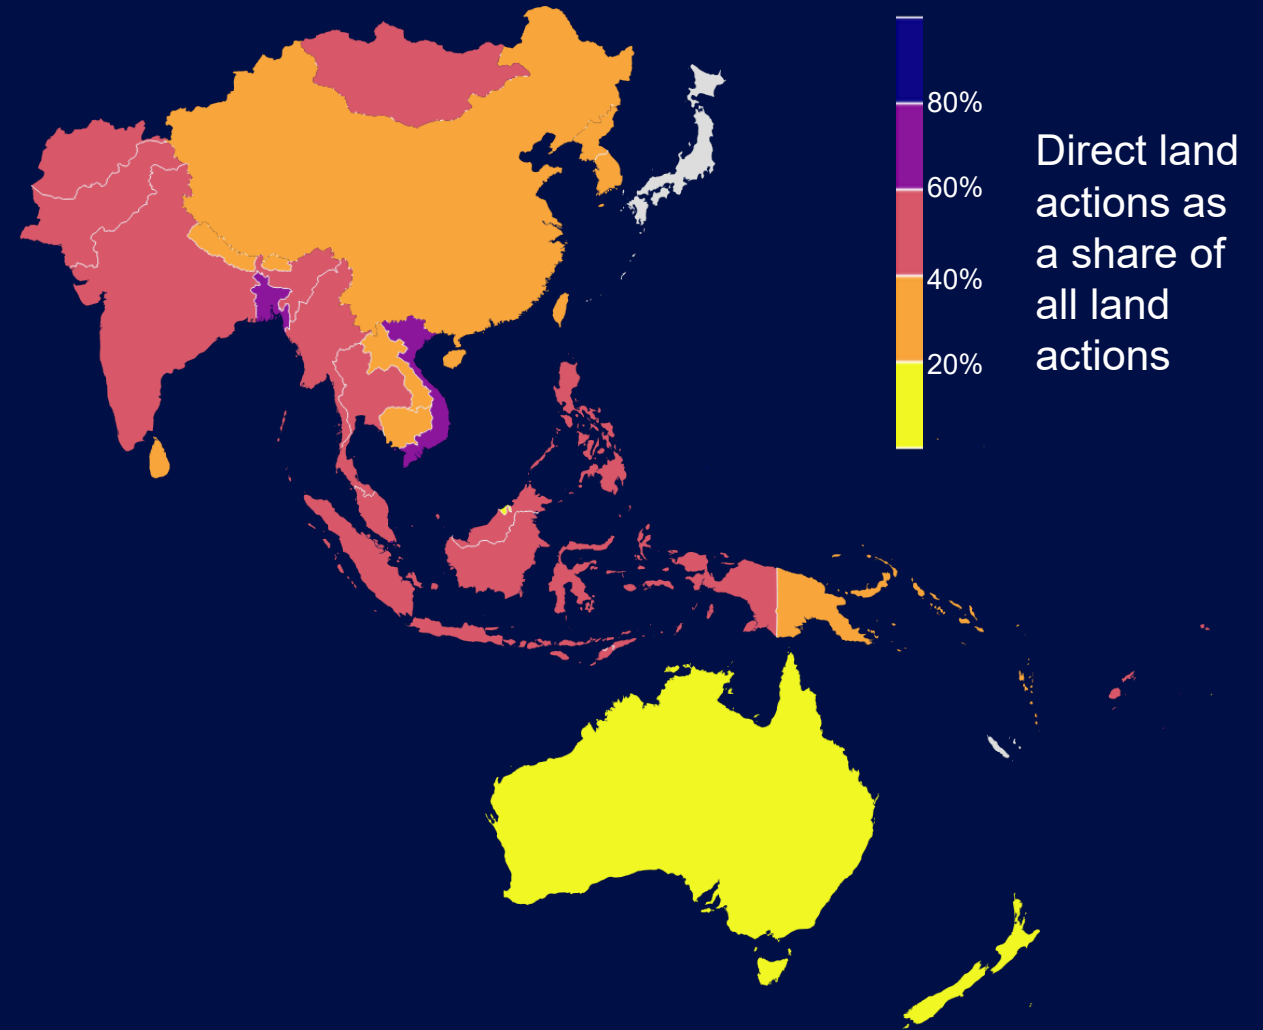 80%
60%
40%
20%
Direct land
actions as
a share of
all land
actions